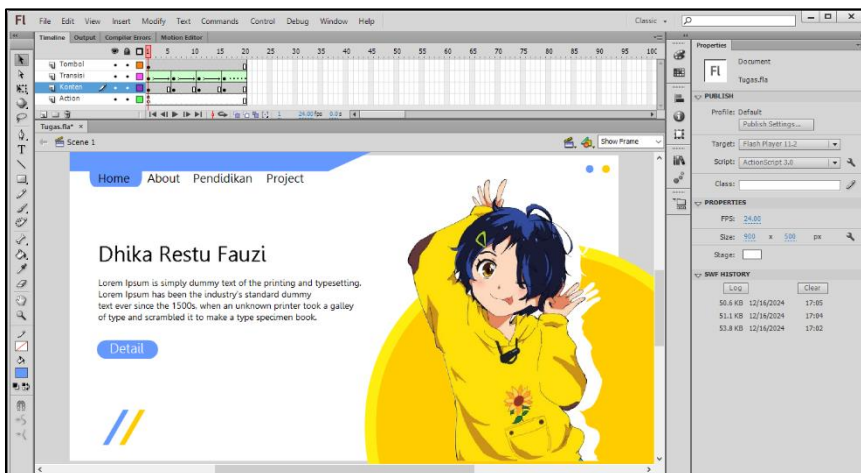 Fl File Edit View Insert Modify Text Commands Control Debug Window Help Classic
Timeline Output Compiler Errors Motion Editor
1 5 10 15 20 25 30 35 40 45 50 55 60 65 70 75 80 85 90 95 100
Tombol
Transisi
Konten
Action
1 24.00 fps 0.0 s
Tugas.fla*
Scene 1 Show Frame
Home About Pendidikan Project
Dhika Restu Fauzi
Lorem Ipsum is simply dummy text of the printing and typesetting.
Lorem Ipsum has been the industry's standard dummy
text ever since the 1500s, when an unknown printer took a galley
of type and scrambled it to make a type specimen book.
Detail
Properties
Fl Document
Tugas.fla
PUBLISH
Profile: Default
Publish Settings...
Target: Flash Player 11.2
Script: ActionScript 3.0
Class:
PROPERTIES
FPS: 24.00
Size: 900 x 500 px
Stage:
SWF HISTORY
Log Clear
50.6 KB 12/16/2024 17:05
51.1 KB 12/16/2024 17:04
53.8 KB 12/16/2024 17:02